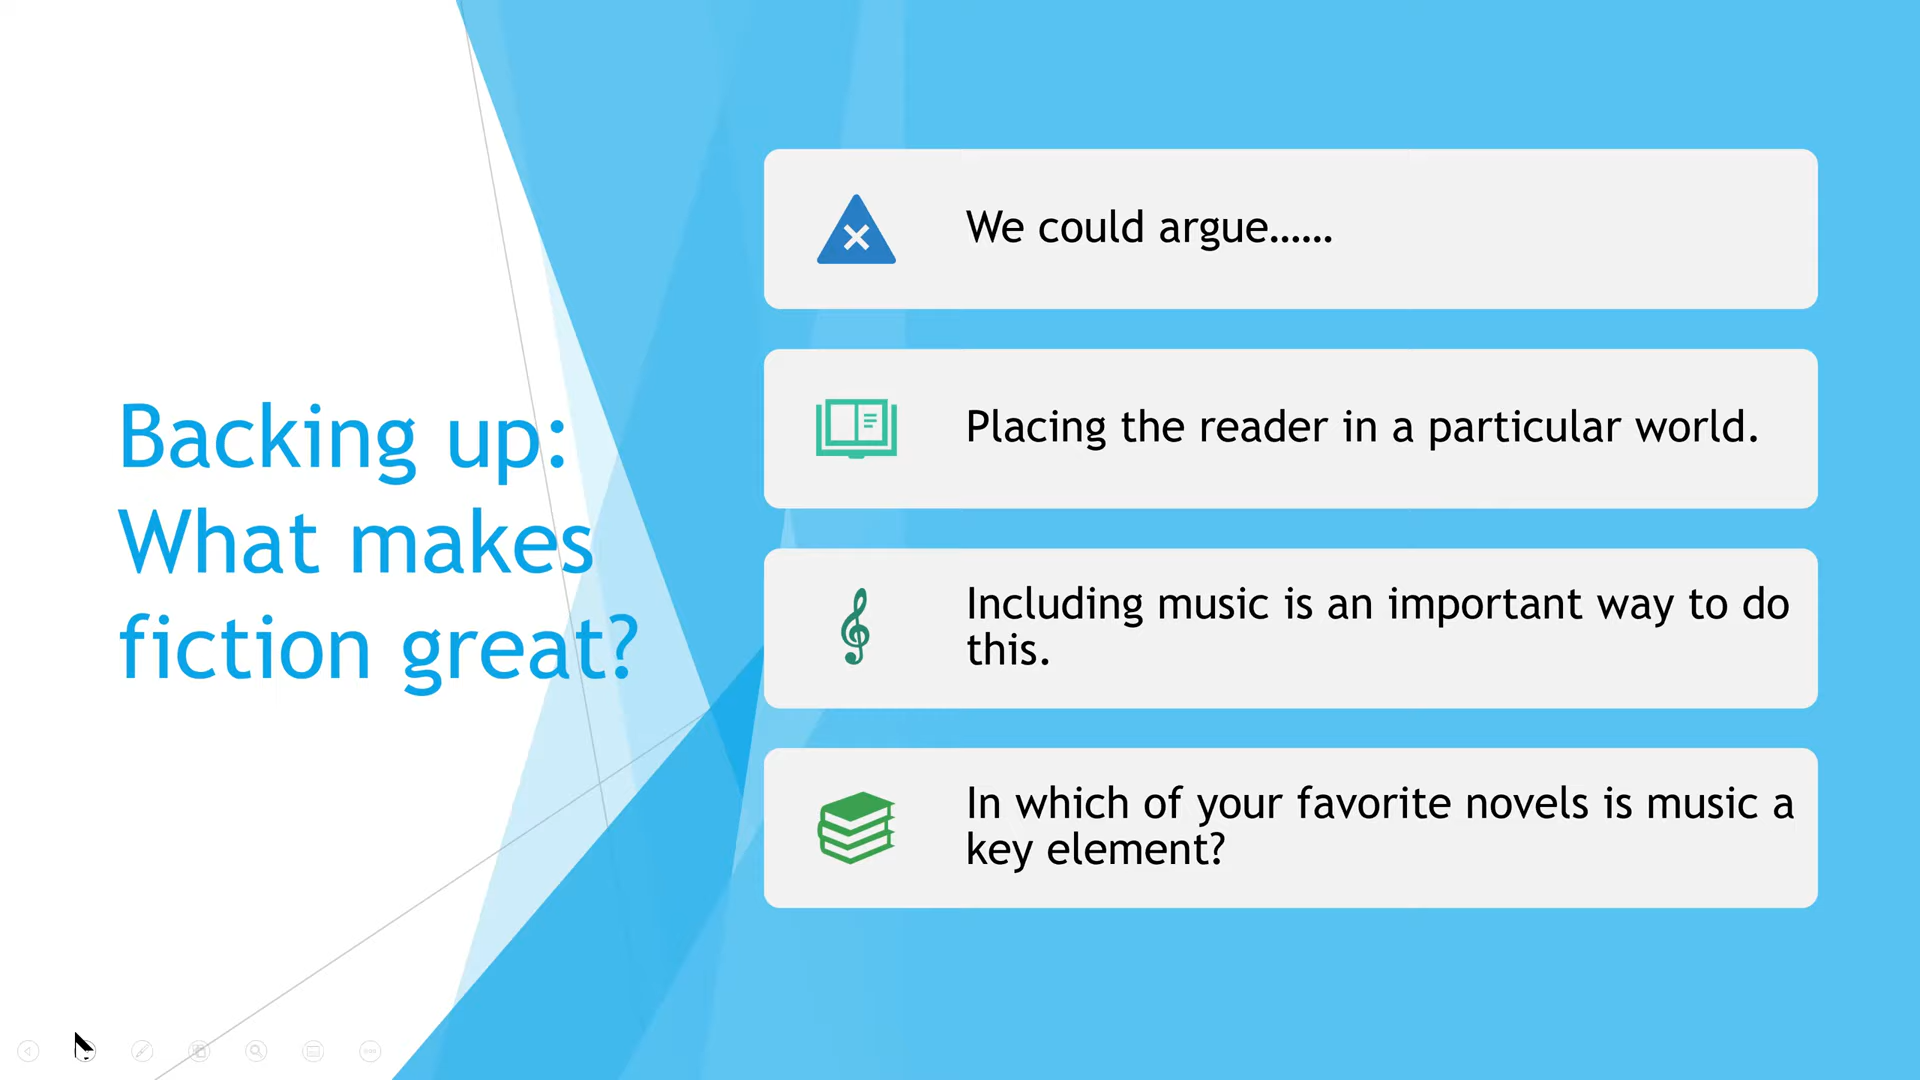 Backing up:
What makes
fiction great?
We could argue......
Placing the reader in a particular world.
Including music is an important way to do
this.
In which of your favorite novels is music a
key element?